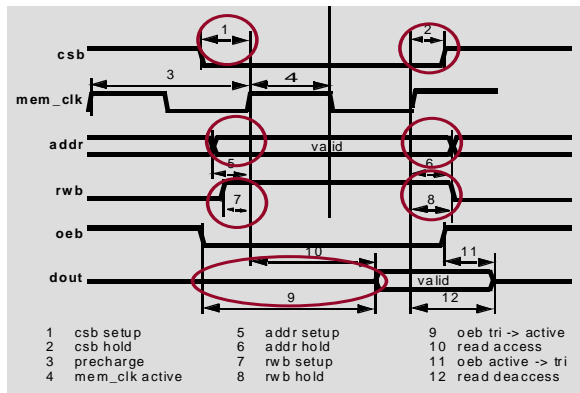 1 2
csb
3 4
mem_clk
addr valid
5 6
rwb
7 8
oeb
10 11
dout valid
9 12
1 csb setup 5 addr setup 9 oeb tri -> active
2 csb hold 6 addr hold 10 read access
3 precharge 7 rwb setup 11 oeb active -> tri
4 mem_clk active 8 rwb hold 12 read deaccess